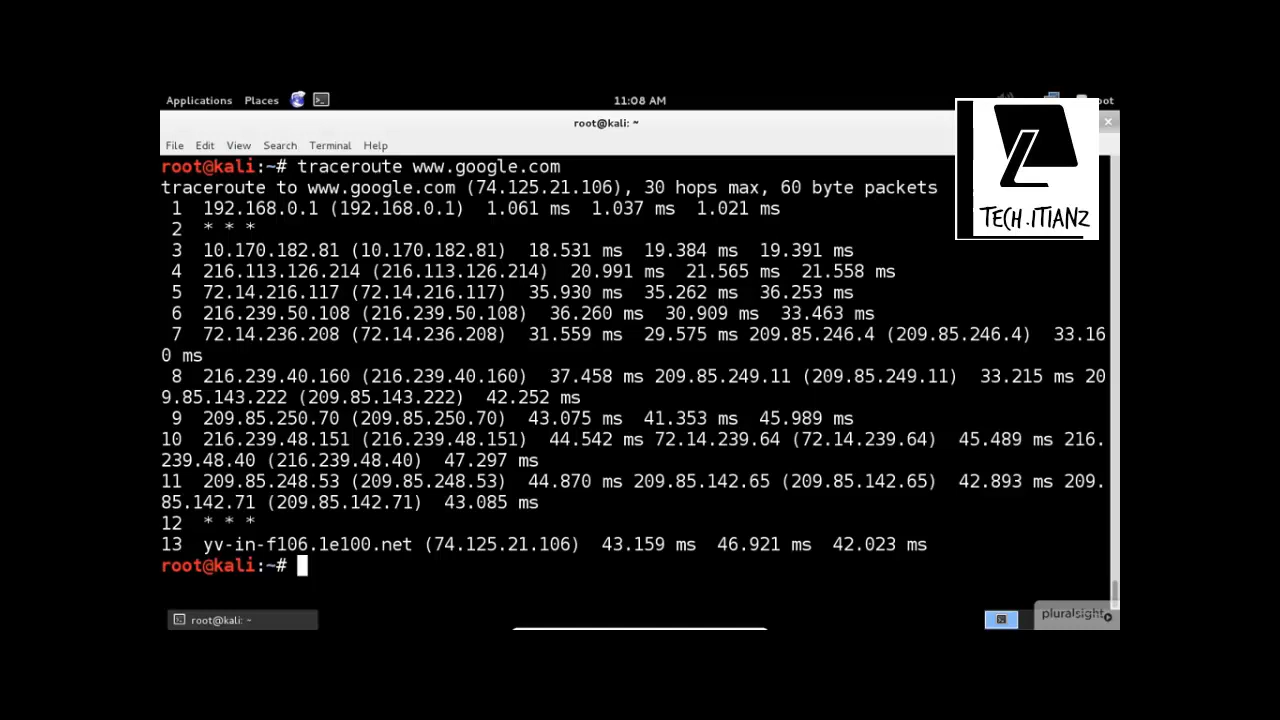 Applications Places 11:08 AM oot
root@kali: ~
File Edit View Search Terminal Help
root@kali:~# traceroute www.google.com
traceroute to www.google.com (74.125.21.106), 30 hops max, 60 byte packets
1 192.168.0.1 (192.168.0.1) 1.061 ms 1.037 ms 1.021 ms
2 * * *
3 10.170.182.81 (10.170.182.81) 18.531 ms 19.384 ms 19.391 ms
4 216.113.126.214 (216.113.126.214) 20.991 ms 21.565 ms 21.558 ms
5 72.14.216.117 (72.14.216.117) 35.930 ms 35.262 ms 36.253 ms
6 216.239.50.108 (216.239.50.108) 36.260 ms 30.909 ms 33.463 ms
7 72.14.236.208 (72.14.236.208) 31.559 ms 29.575 ms 209.85.246.4 (209.85.246.4) 33.16
0 ms
8 216.239.40.160 (216.239.40.160) 37.458 ms 209.85.249.11 (209.85.249.11) 33.215 ms 20
9.85.143.222 (209.85.143.222) 42.252 ms
9 209.85.250.70 (209.85.250.70) 43.075 ms 41.353 ms 45.989 ms
10 216.239.48.151 (216.239.48.151) 44.542 ms 72.14.239.64 (72.14.239.64) 45.489 ms 216.
239.48.40 (216.239.48.40) 47.297 ms
11 209.85.248.53 (209.85.248.53) 44.870 ms 209.85.142.65 (209.85.142.65) 42.893 ms 209.
85.142.71 (209.85.142.71) 43.085 ms
12 * * *
13 yv-in-f106.1e100.net (74.125.21.106) 43.159 ms 46.921 ms 42.023 ms
root@kali:~#
TECH.ITIANZ
root@kali: ~
pluralsight